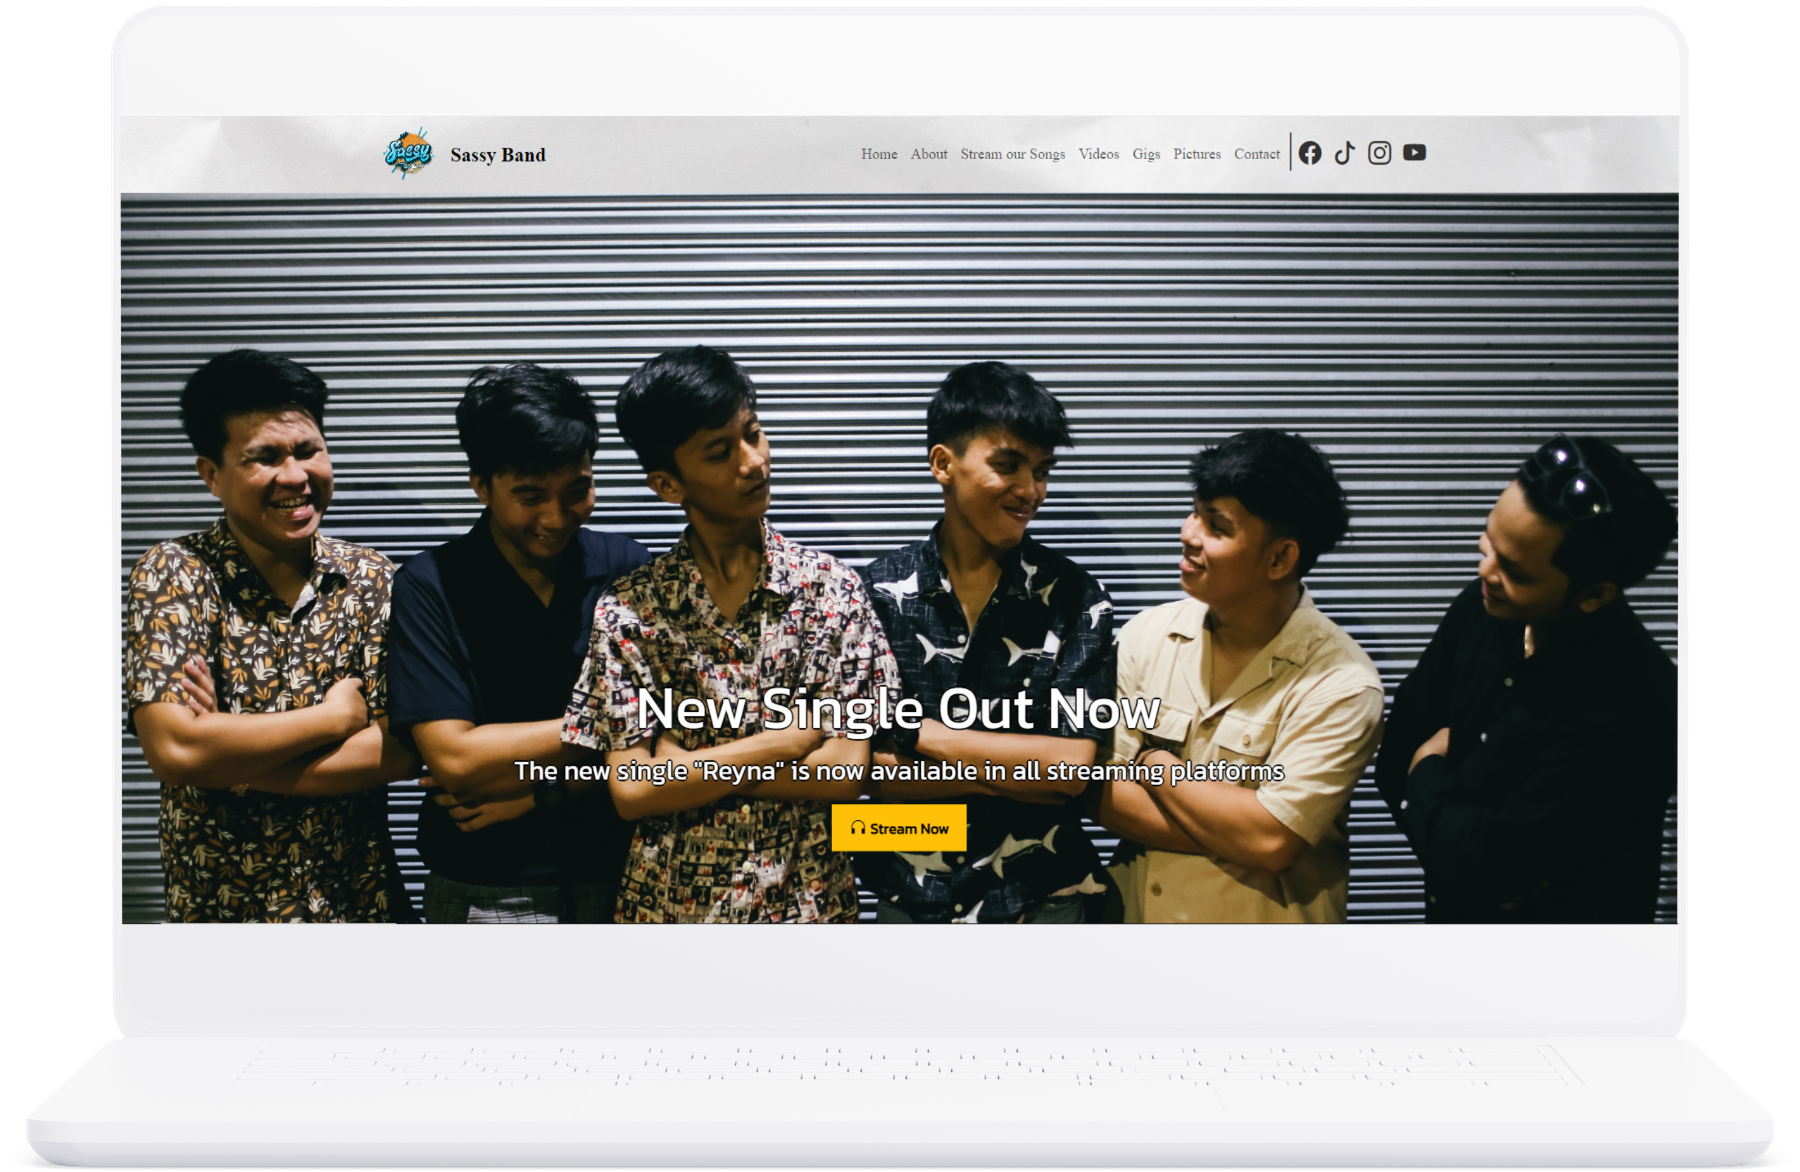 Sassy
Sassy Band
Home About Stream our Songs Videos Gigs Pictures Contact
New Single Out Now
The new single "Reyna" is now available in all streaming platforms
Stream Now